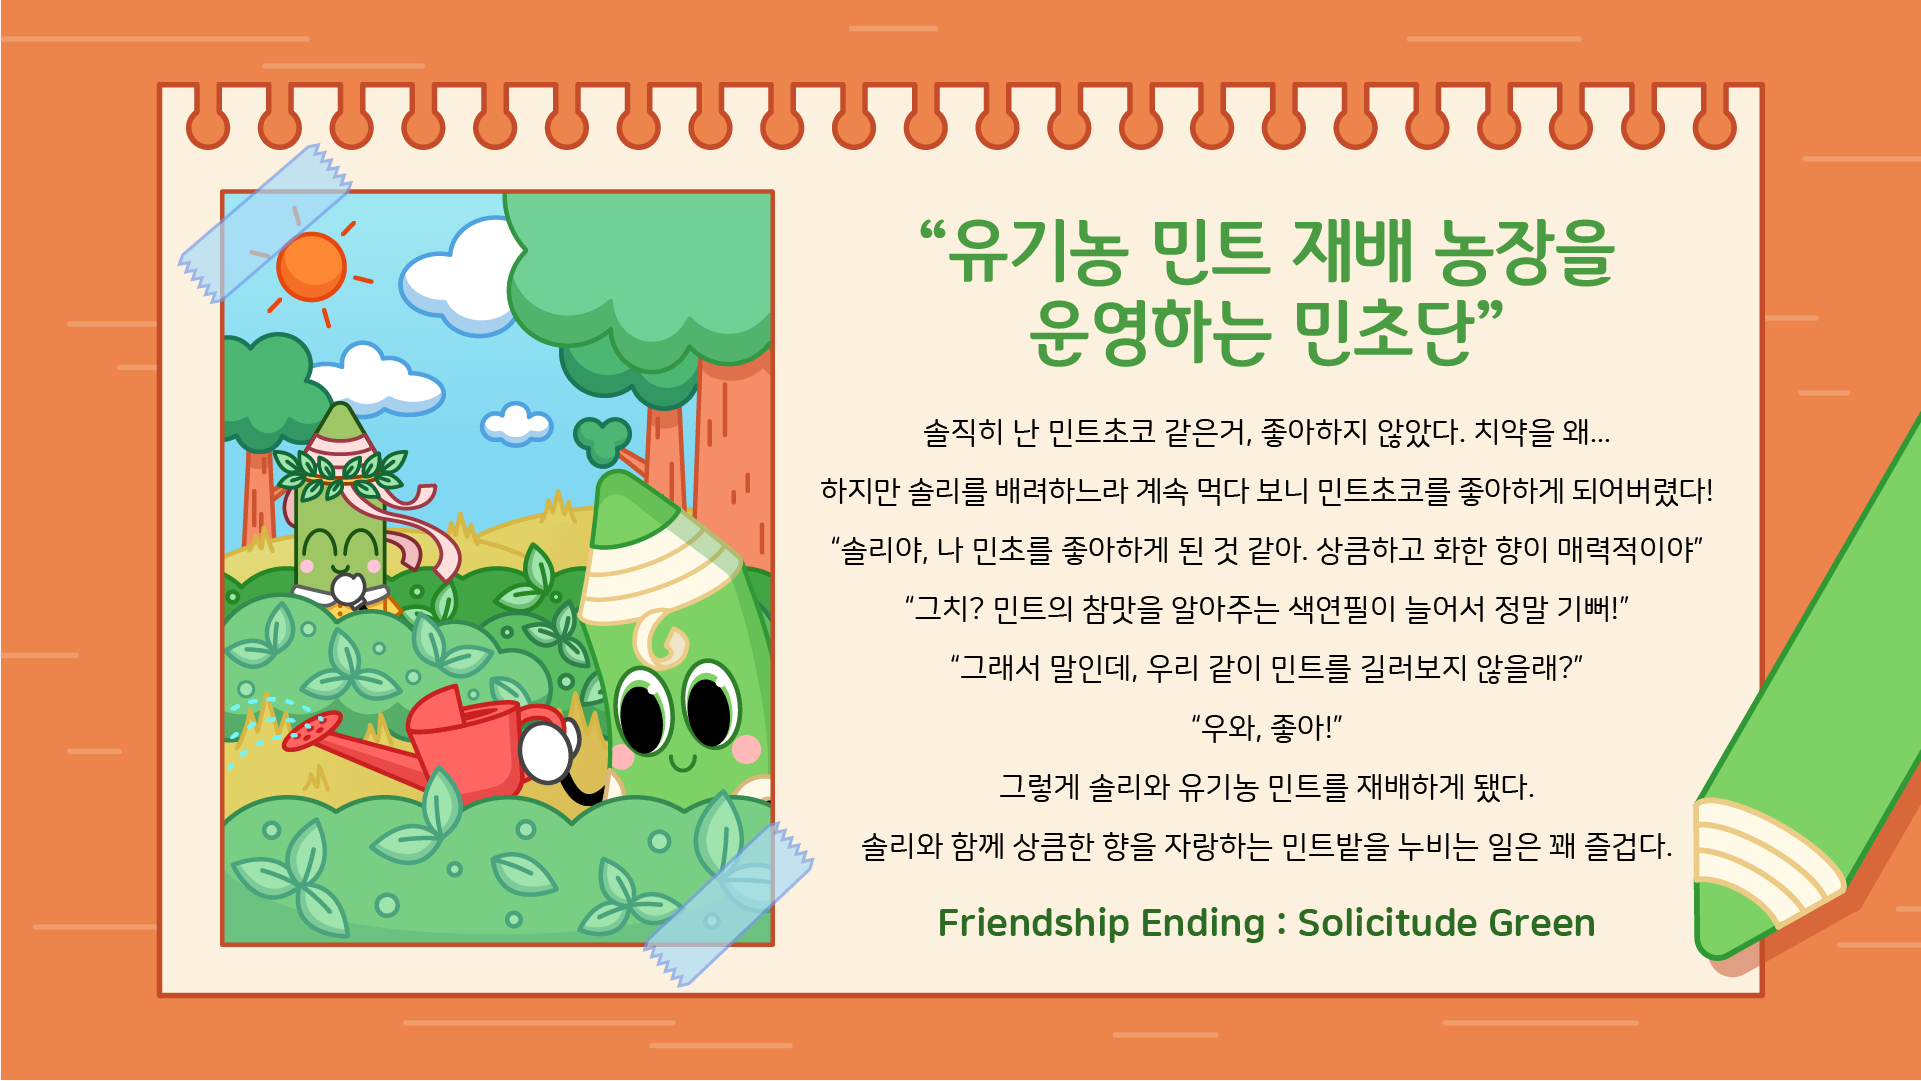 “유기농 민트 재배 농장을
운영하는 민초단”
솔직히 난 민트초코 같은거, 좋아하지 않았다. 치약을 왜...
하지만 솔리를 배려하느라 계속 먹다 보니 민트초코를 좋아하게 되어버렸다!
“솔리야, 나 민초를 좋아하게 된 것 같아. 상큼하고 화한 향이 매력적이야”
“그치? 민트의 참맛을 알아주는 색연필이 늘어서 정말 기뻐!”
“그래서 말인데, 우리 같이 민트를 길러보지 않을래?”
“우와, 좋아!”
그렇게 솔리와 유기농 민트를 재배하게 됐다.
솔리와 함께 상큼한 향을 자랑하는 민트밭을 누비는 일은 꽤 즐겁다.
Friendship Ending : Solicitude Green